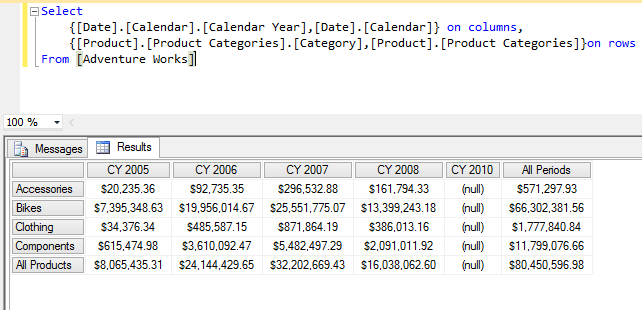 Select
{[Date].[Calendar].[Calendar Year],[Date].[Calendar]} on columns,
{[Product].[Product Categories].[Category],[Product].[Product Categories]}on rows
From [Adventure Works]
100 %
Messages Results
CY 2005 CY 2006 CY 2007 CY 2008 CY 2010 All Periods
Accessories $20,235.36 $92,735.35 $296,532.88 $161,794.33 (null) $571,297.93
Bikes $7,395,348.63 $19,956,014.67 $25,551,775.07 $13,399,243.18 (null) $66,302,381.56
Clothing $34,376.34 $485,587.15 $871,864.19 $386,013.16 (null) $1,777,840.84
Components $615,474.98 $3,610,092.47 $5,482,497.29 $2,091,011.92 (null) $11,799,076.66
All Products $8,065,435.31 $24,144,429.65 $32,202,669.43 $16,038,062.60 (null) $80,450,596.98